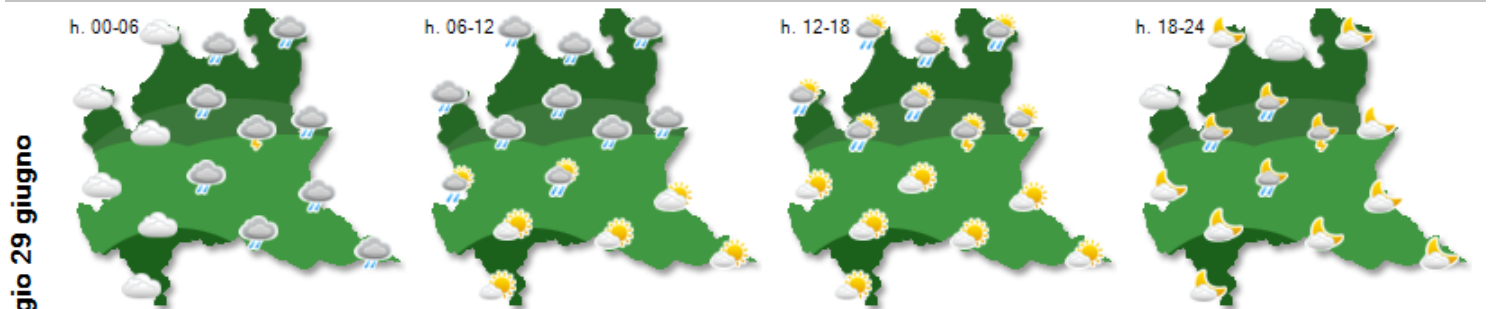 h. 00-06
h. 06-12
h. 12-18
h. 18-24
gio 29 giugno